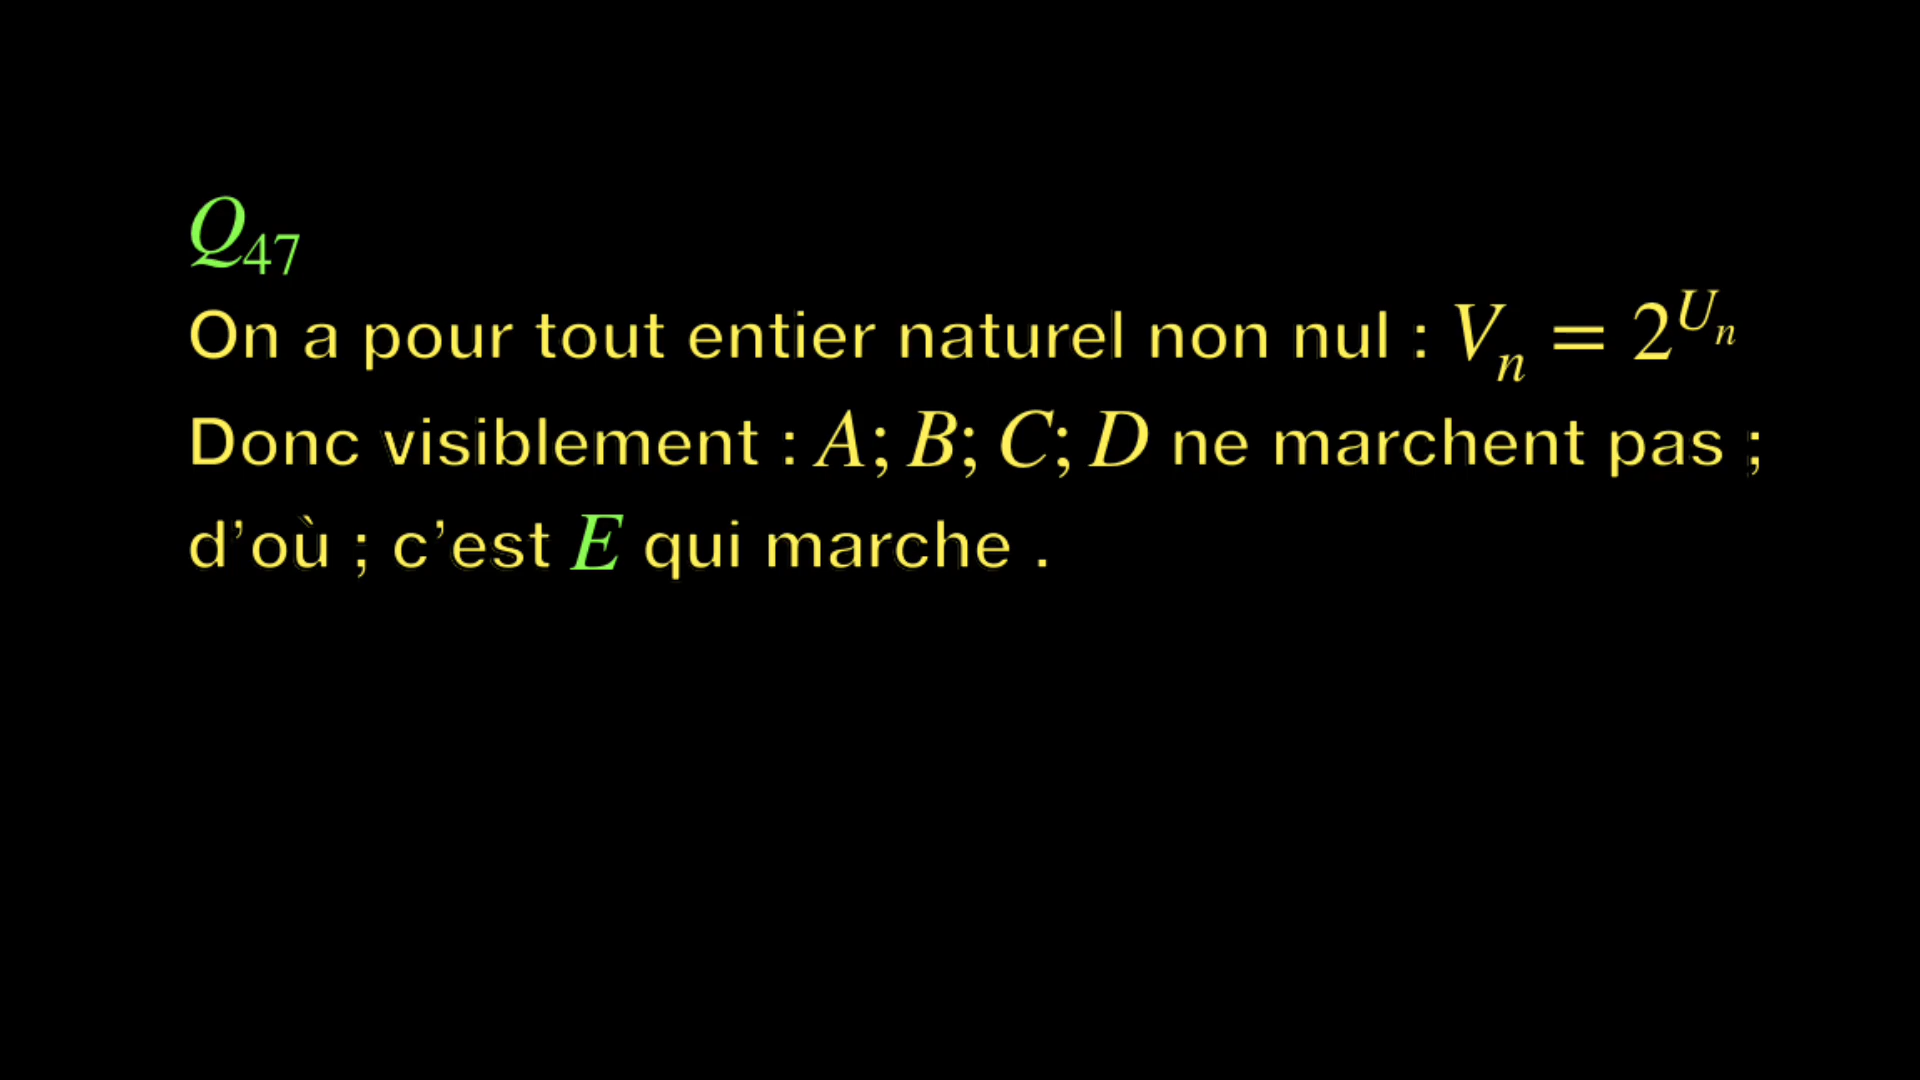 Q47
On a pour tout entier naturel non nul : Vn = 2^Un
Donc visiblement : A; B; C; D ne marchent pas ;
d’où ; c’est E qui marche .